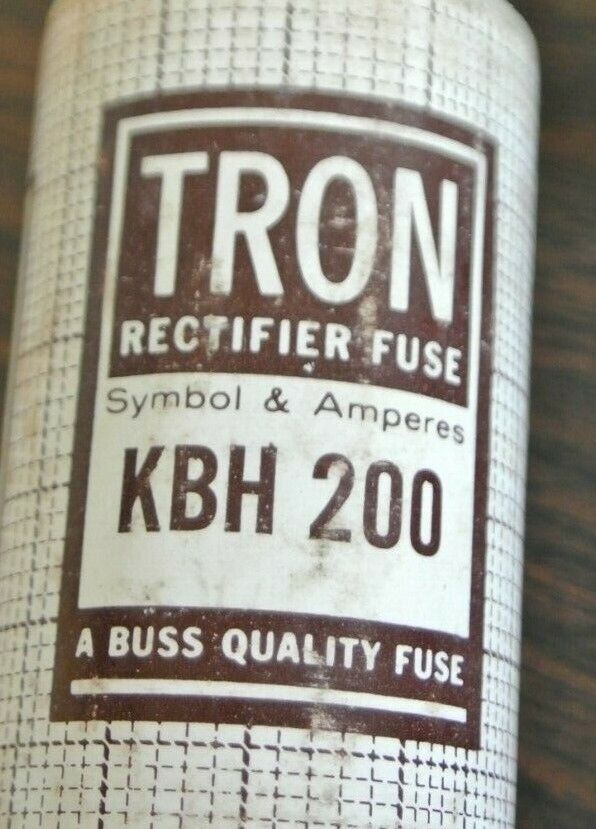 TRON
RECTIFIER FUSE
Symbol & Amperes
KBH 200
A BUSS QUALITY FUSE